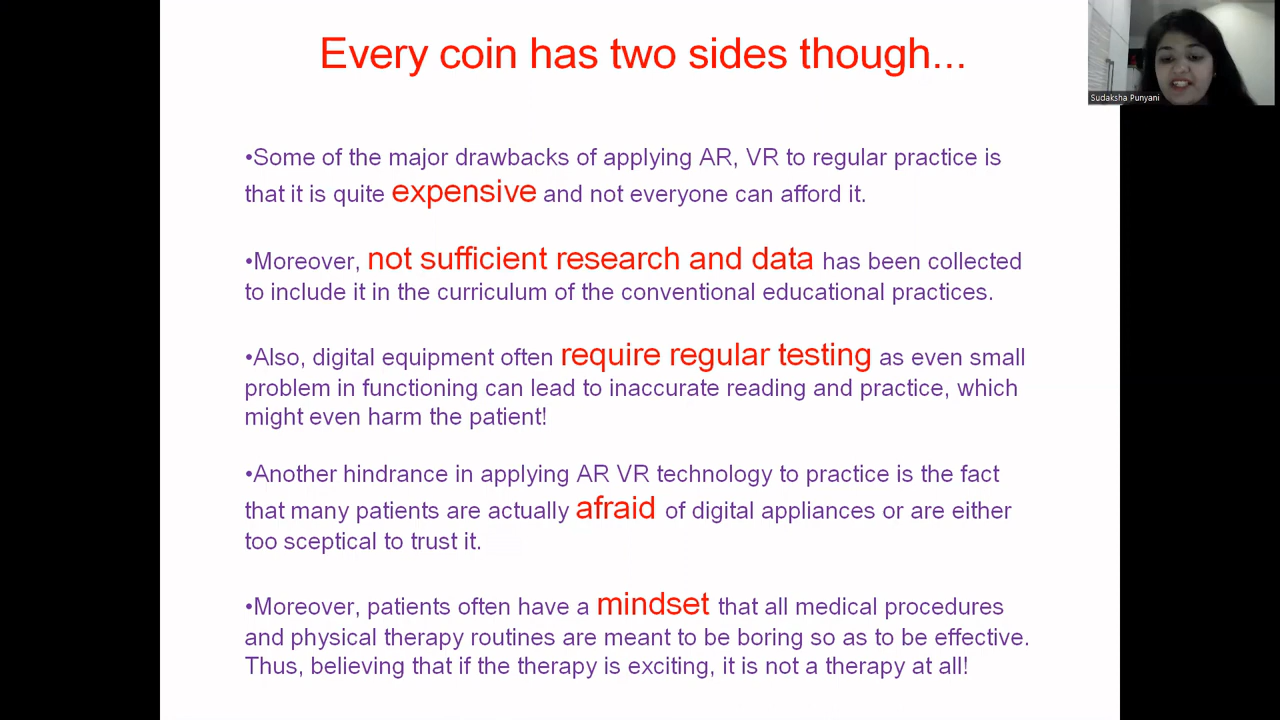 Every coin has two sides though...
Sudaksha Punyani
•Some of the major drawbacks of applying AR, VR to regular practice is
that it is quite expensive and not everyone can afford it.
•Moreover, not sufficient research and data has been collected
to include it in the curriculum of the conventional educational practices.
•Also, digital equipment often require regular testing as even small
problem in functioning can lead to inaccurate reading and practice, which
might even harm the patient!
•Another hindrance in applying AR VR technology to practice is the fact
that many patients are actually afraid of digital appliances or are either
too sceptical to trust it.
•Moreover, patients often have a mindset that all medical procedures
and physical therapy routines are meant to be boring so as to be effective.
Thus, believing that if the therapy is exciting, it is not a therapy at all!